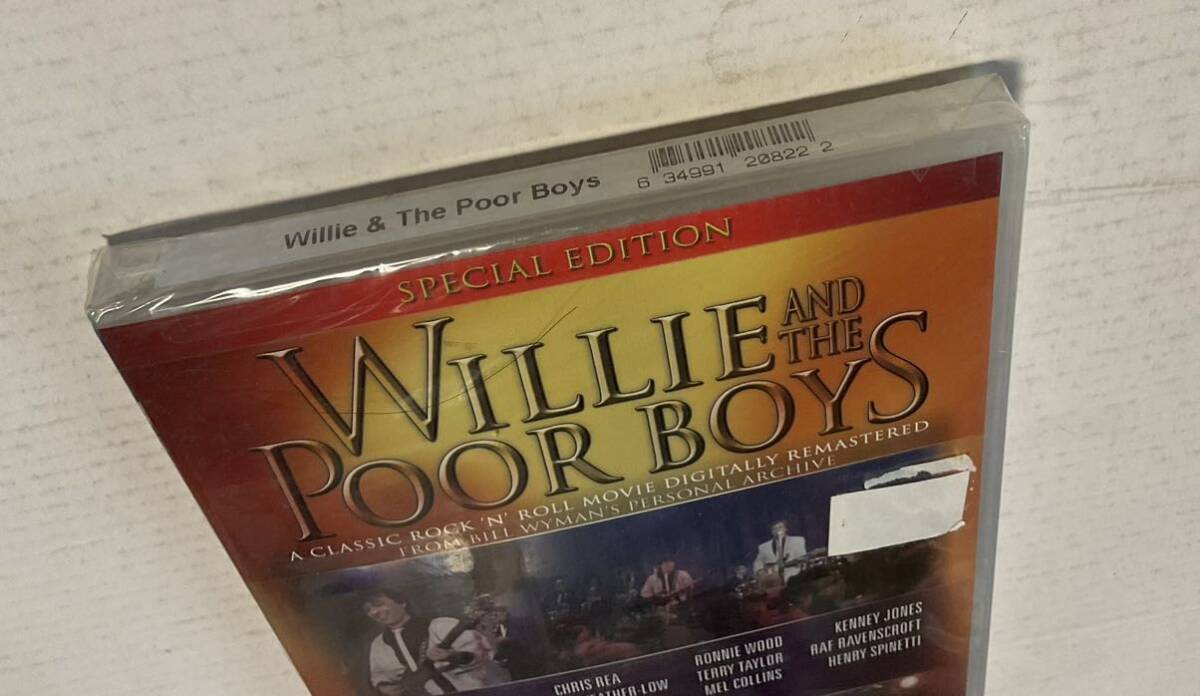 Willie & The Poor Boys
6 34991 20822 2
SPECIAL EDITION
WILLIE AND THE
POOR BOYS
A CLASSIC ROCK 'N' ROLL MOVIE DIGITALLY REMASTERED
FROM BILL WYMAN'S PERSONAL ARCHIVE
CHRIS REA
RONNIE WOOD
TERRY TAYLOR
MEL COLLINS
KENNEY JONES
RAF RAVENSCROFT
HENRY SPINETTI